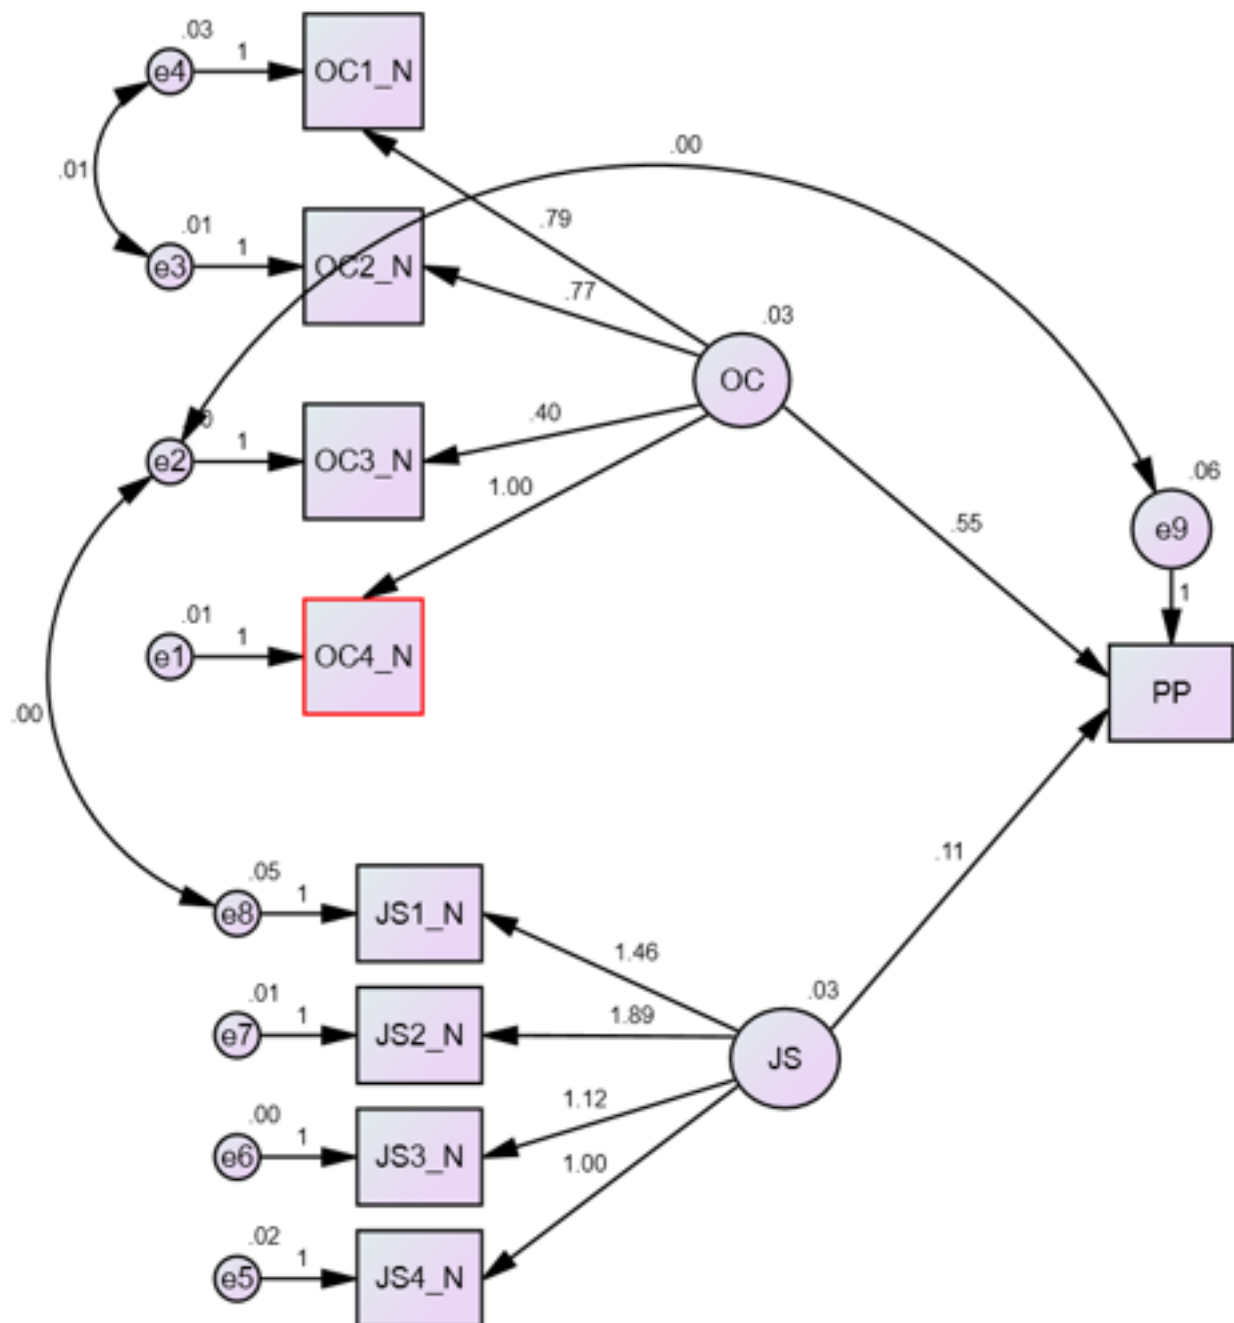 .03
e4
1
OC1_N
.00
.01
.79
.01
e3
1
OC2_N
.77
.03
OC
e2
1
OC3_N
.40
1.00
.06
e9
.55
1
.01
e1
1
OC4_N
PP
.00
.11
.05
e8
1
JS1_N
1.46
.03
.01
e7
1
JS2_N
1.89
JS
.00
e6
1
JS3_N
1.12
1.00
.02
e5
1
JS4_N